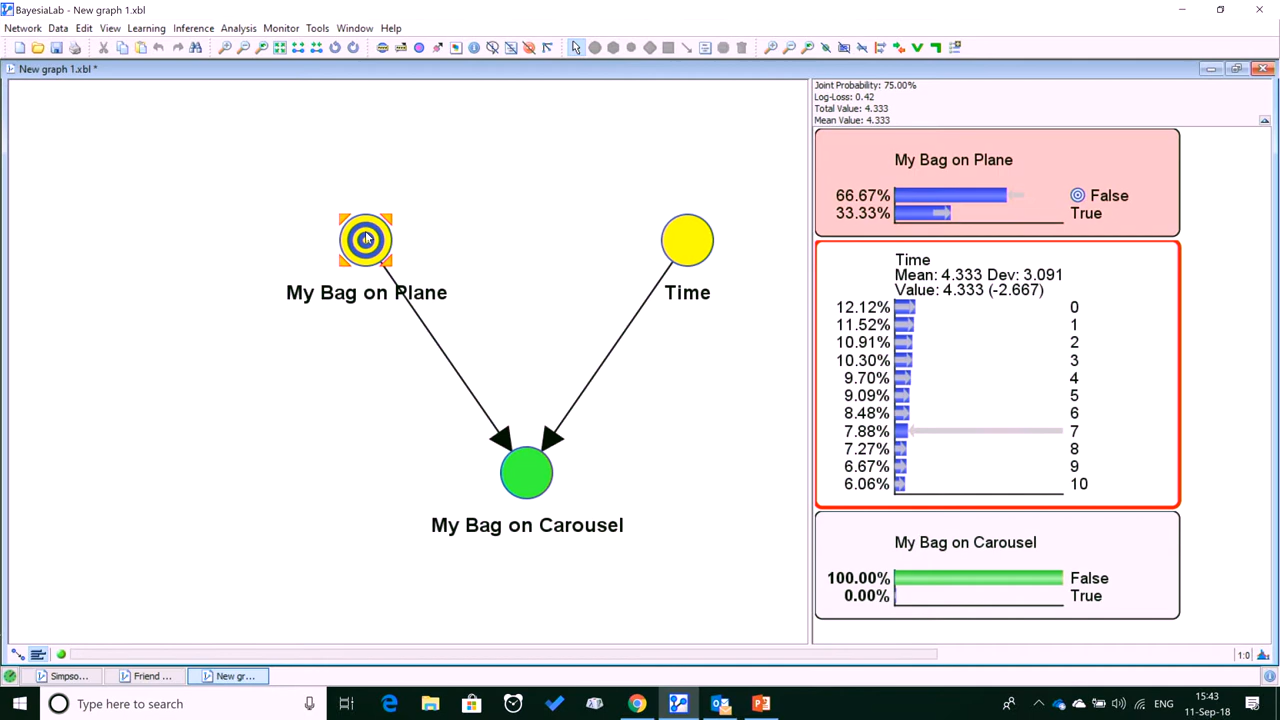 BayesiaLab - New graph 1.xbl
Network Data Edit View Learning Inference Analysis Monitor Tools Window Help
New graph 1.xbl *
My Bag on Plane
Time
My Bag on Carousel
Joint Probability: 75.00%
Log-Loss: 0.42
Total Value: 4.333
Mean Value: 4.333
My Bag on Plane
66.67% False
33.33% True
Time
Mean: 4.333 Dev: 3.091
Value: 4.333 (-2.667)
12.12% 0
11.52% 1
10.91% 2
10.30% 3
9.70% 4
9.09% 5
8.48% 6
7.88% 7
7.27% 8
6.67% 9
6.06% 10
My Bag on Carousel
100.00% False
0.00% True
1:0
Simpso... Friend ... New gr...
Type here to search
ENG
15:43
11-Sep-18